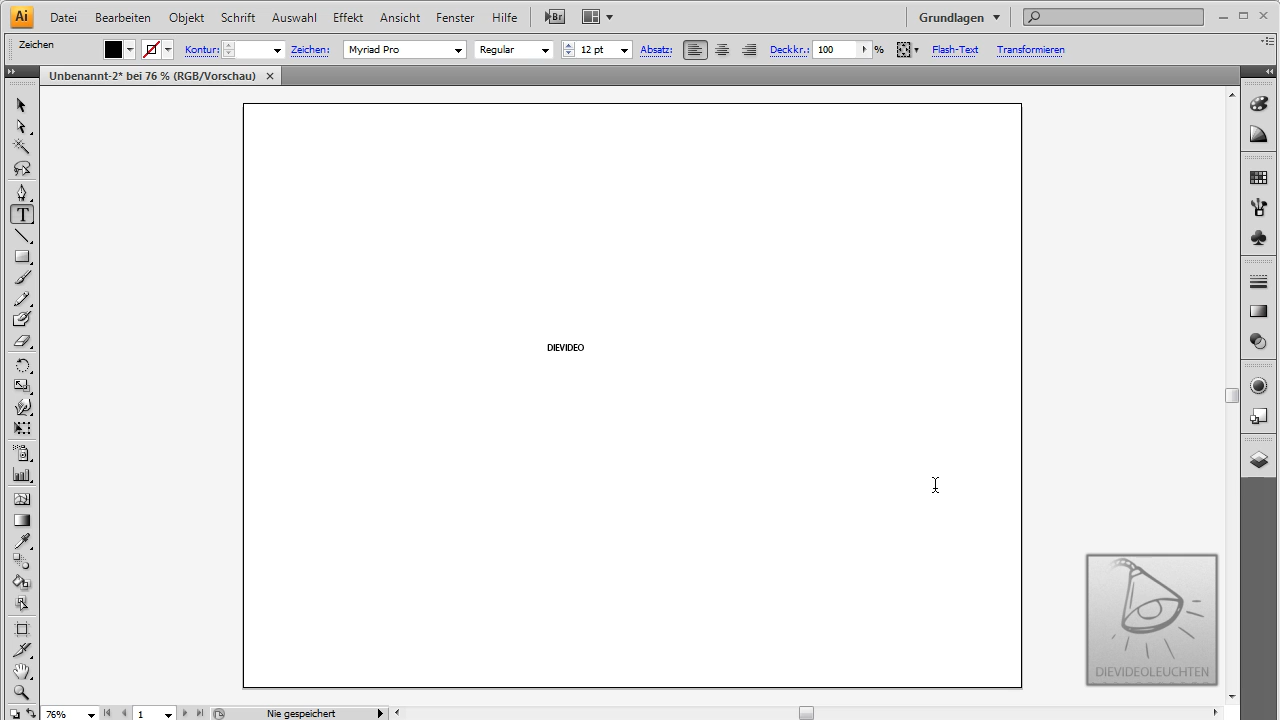 Ai Datei Bearbeiten Objekt Schrift Auswahl Effekt Ansicht Fenster Hilfe Br Grundlagen
Zeichen Kontur: Zeichen: Myriad Pro Regular 12 pt Absatz: Deckkr.: 100 % Flash-Text Transformieren
Unbenannt-2* bei 76 % (RGB/Vorschau)
DIEVIDEO
DIEVIDEOLEUCHTEN
76% 1 Nie gespeichert